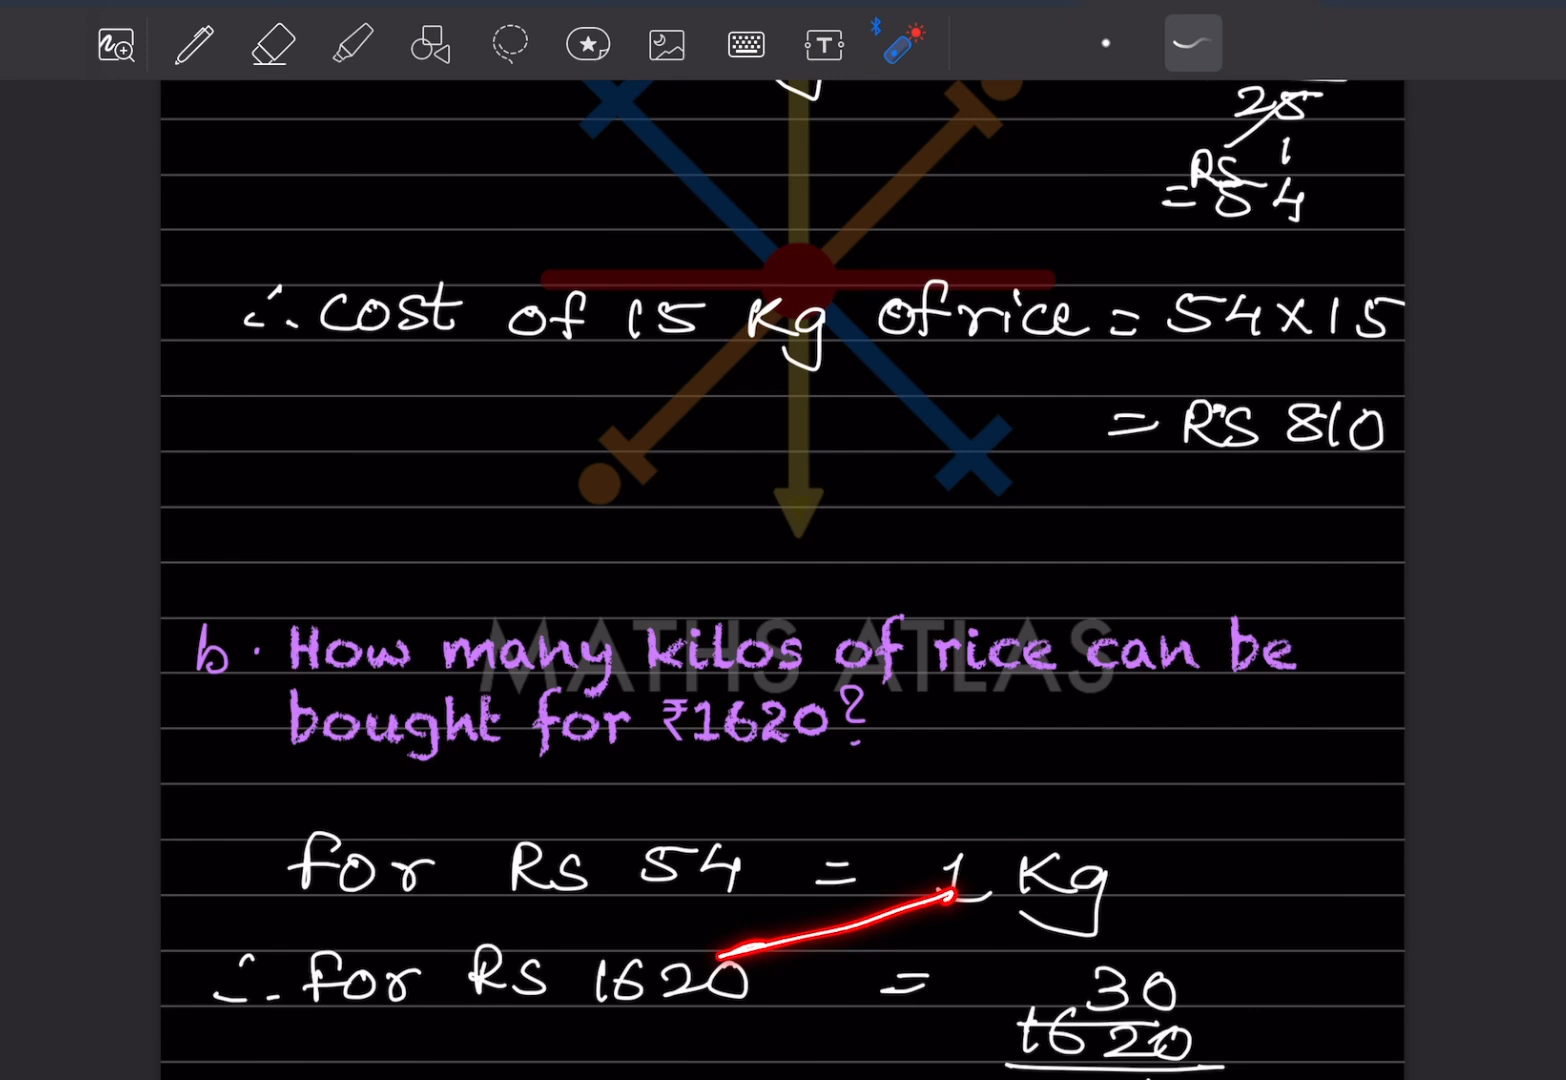 25
RS 1
= 54
∴ cost of 15 Kg of rice = 54×15
= RS 810
MATHS ATLAS
b. How many kilos of rice can be
bought for ₹1620?
for RS 54 = 1 Kg
∴ for RS 1620 = 30
1620